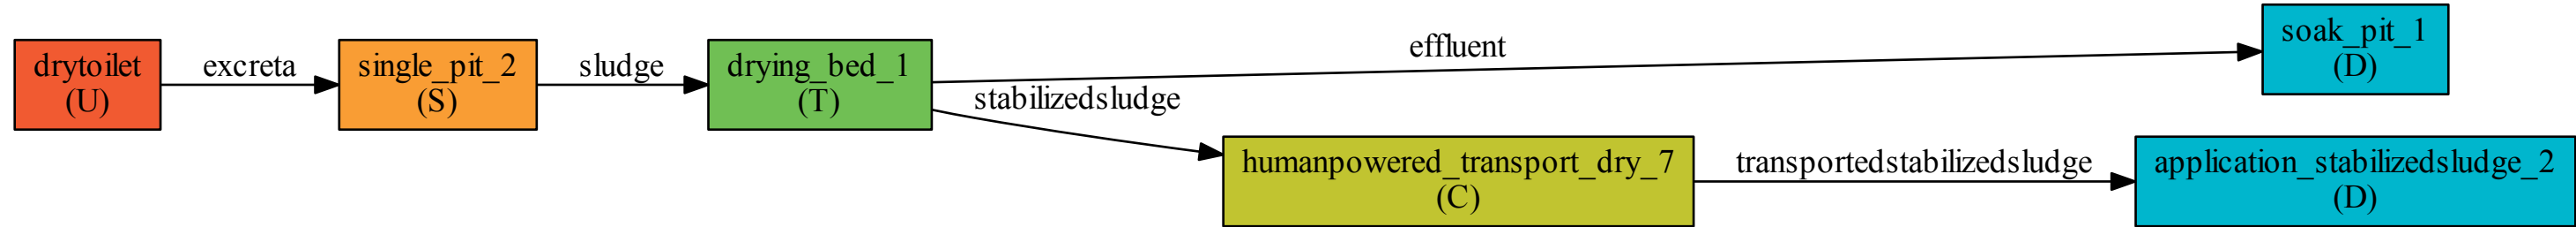 drytoilet
(U)
excreta
single_pit_2
(S)
sludge
drying_bed_1
(T)
effluent
soak_pit_1
(D)
stabilizedsludge
humanpowered_transport_dry_7
(C)
transportedstabilizedsludge
application_stabilizedsludge_2
(D)